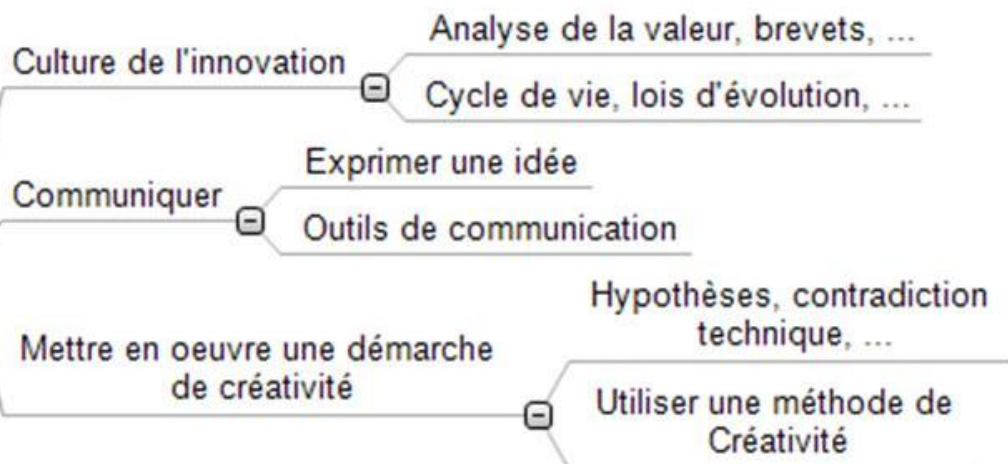 Culture de l'innovation
Analyse de la valeur, brevets, ...
Cycle de vie, lois d'évolution, ...
Communiquer
Exprimer une idée
Outils de communication
Mettre en oeuvre une démarche
de créativité
Hypothèses, contradiction
technique, ...
Utiliser une méthode de
Créativité